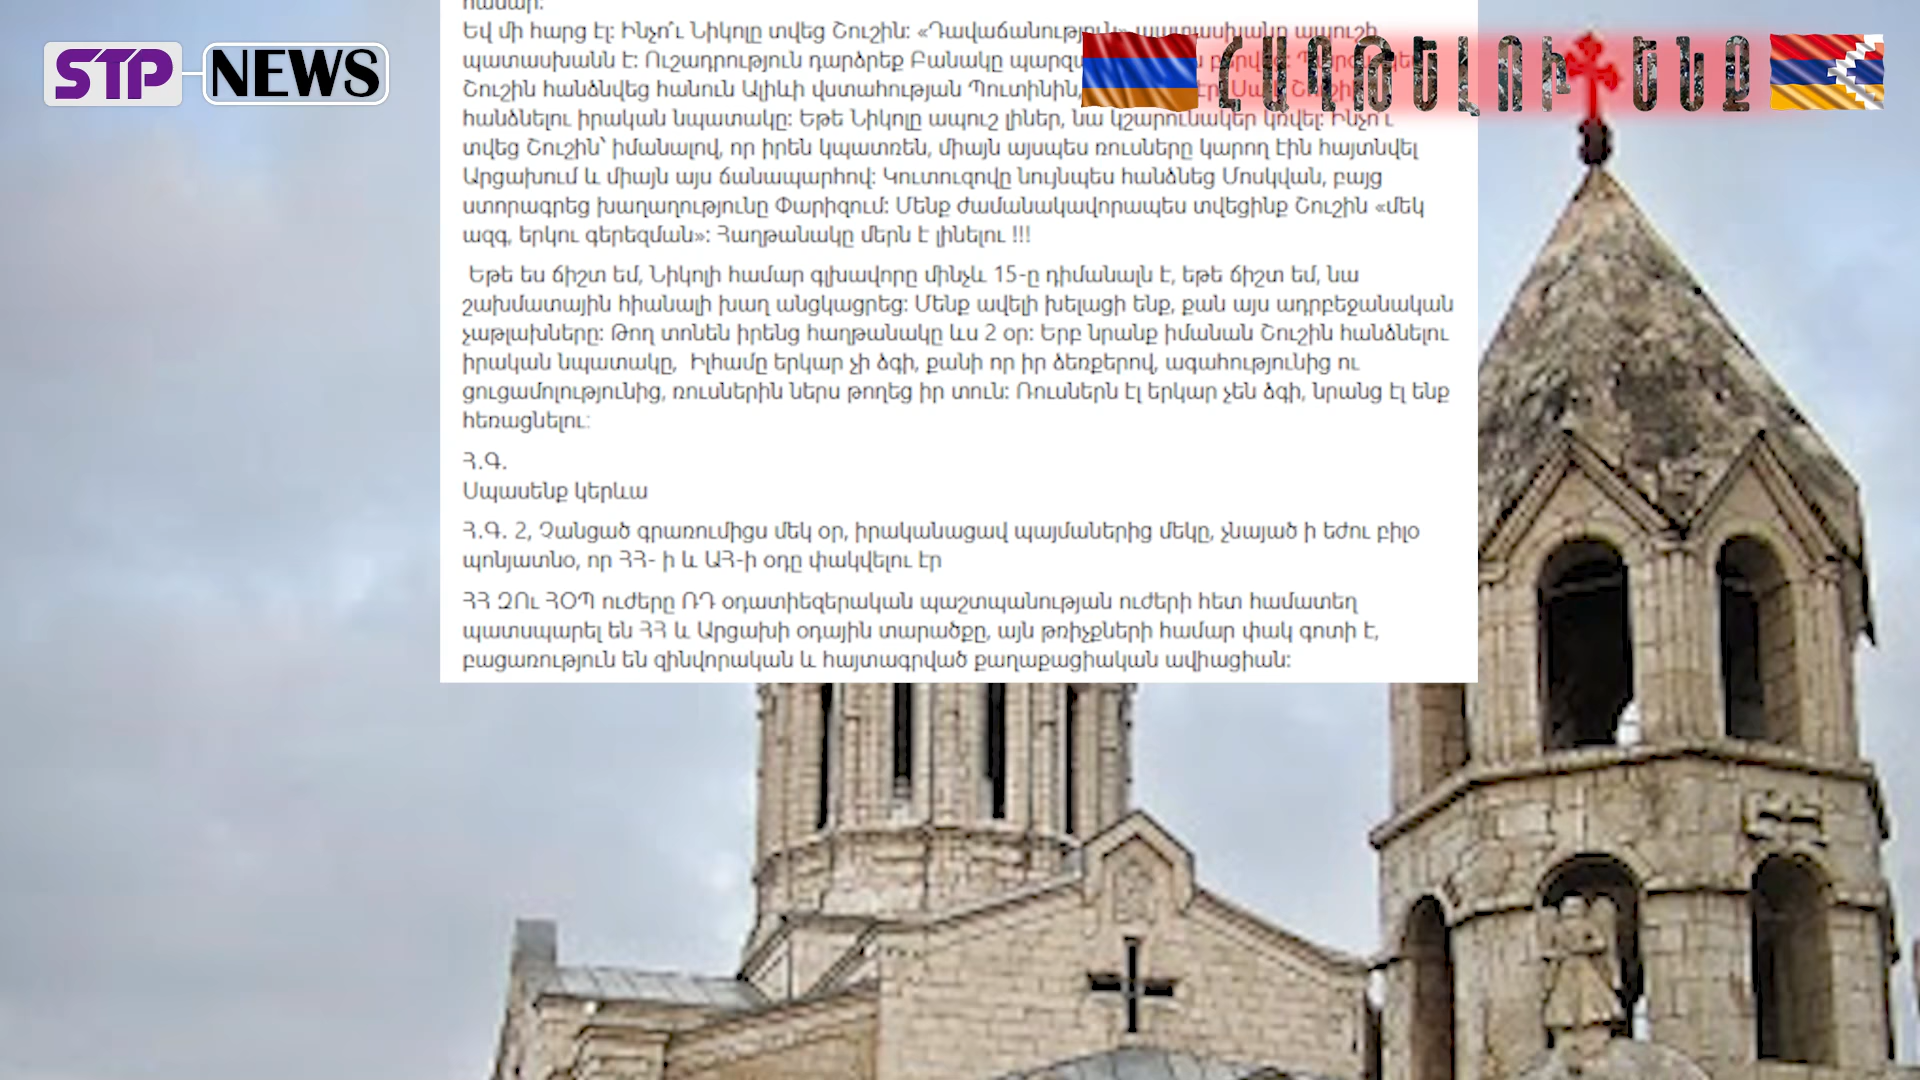 STP NEWS
ՀԱՂԹԵԼՈՒ ԵՆՔ
համար:
Եվ մի հարց էլ: Ինչո՞ւ Նիկոլը տվեց Շուշին: «Դավաճանություն» պատասխանը ապուշի
պատասխանն է: Ուշադրություն դարձրեք Բանակը պարզ
Շուշին հանձնվեց հանուն Ալիևի վստահության Պուտինին,
հանձնելու իրական նպատակը: Եթե Նիկոլը ապուշ լիներ, նա կշարունակեր կռվել: Ինչո՞ւ
տվեց Շուշին՝ իմանալով, որ իրեն կպատռեն, միայն այսպես ռուսները կարող էին հայտնվել
Արցախում և միայն այս ճանապարհով: Կուտուզովը նույնպես հանձնեց Մոսկվան, բայց
ստորագրեց խաղաղությունը Փարիզում: Մենք ժամանակավորապես տվեցինք Շուշին «մեկ
ազգ, երկու գերեզման»: Հաղթանակը մերն է լինելու !!!
Եթե ես ճիշտ եմ, Նիկոլի համար գլխավորը մինչև 15-ը դիմանալն է, եթե ճիշտ եմ, նա
շախմատային հիանալի խաղ անցկացրեց: Մենք ավելի խելացի ենք, քան այս ադրբեջանական
չաթլախները: Թող տոնեն իրենց հաղթանակը ևս 2 օր: Երբ նրանք իմանան Շուշին հանձնելու
իրական նպատակը, Իլհամը երկար չի ձգի, քանի որ իր ձեռքերով, ագահությունից ու
ցուցամոլությունից, ռուսներին ներս թողեց իր տուն: Ռուսներն էլ երկար չեն ձգի, նրանց էլ ենք
հեռացնելու:
Հ.Գ.
Սպասենք կերևա
Հ.Գ. 2, Չանցած գրառումիցս մեկ օր, իրականացավ պայմաներից մեկը, չնայած ի եժու բիլօ
պոնյատնօ, որ ՀՀ- ի և ԱՀ-ի օդը փակվելու էր
ՀՀ ԶՈւ ՀՕՊ ուժերը ՌԴ օդատիեզերական պաշտպանության ուժերի հետ համատեղ
պատսպարել են ՀՀ և Արցախի օդային տարածքը, այն թռիչքների համար փակ գոտի է,
բացառություն են զինվորական և հայտագրված քաղաքացիական ավիացիան: